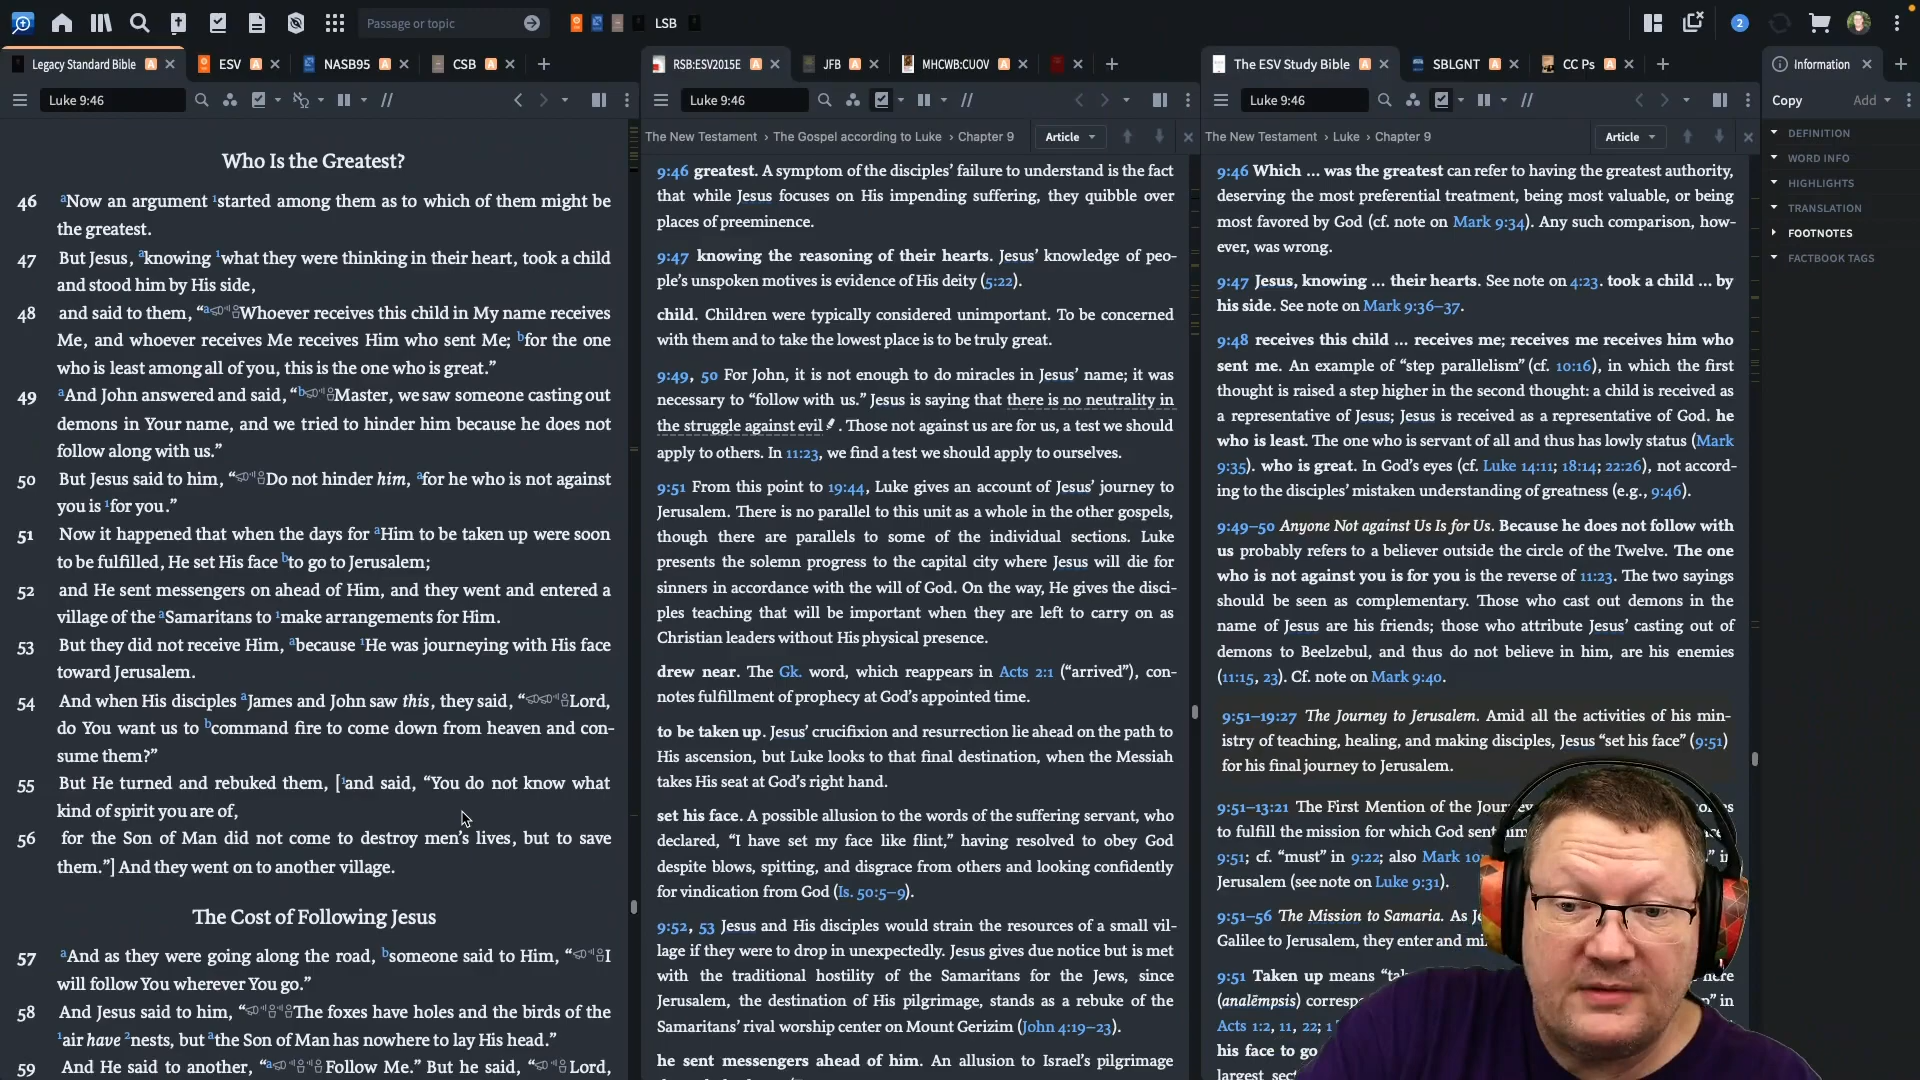 Passage or topic
LSB
2
Legacy Standard Bible A
ESV A
NASB95 A
CSB A
RSB:ESV2015E A
JFB A
MHCWB:CUOV A
A
The ESV Study Bible A
SBLGNT A
CC Ps A
Information
Luke 9:46
Luke 9:46
Luke 9:46
Copy
Add
The New Testament › The Gospel according to Luke › Chapter 9
Article
The New Testament › Luke › Chapter 9
Article
DEFINITION
WORD INFO
HIGHLIGHTS
TRANSLATION
FOOTNOTES
FACTBOOK TAGS
Who Is the Greatest?
46 aNow an argument 1started among them as to which of them might be
the greatest.
47 But Jesus, aknowing 1what they were thinking in their heart, took a child
and stood him by His side,
48 and said to them, “aWhoever receives this child in My name receives
Me, and whoever receives Me receives Him who sent Me; bfor the one
who is least among all of you, this is the one who is great.”
49 aAnd John answered and said, “bMaster, we saw someone casting out
demons in Your name, and we tried to hinder him because he does not
follow along with us.”
50 But Jesus said to him, “Do not hinder him, afor he who is not against
you is 1for you.”
51 Now it happened that when the days for aHim to be taken up were soon
to be fulfilled, He set His face bto go to Jerusalem;
52 and He sent messengers on ahead of Him, and they went and entered a
village of the aSamaritans to 1make arrangements for Him.
53 But they did not receive Him, abecause 1He was journeying with His face
toward Jerusalem.
54 And when His disciples aJames and John saw this, they said, “Lord,
do You want us to bcommand fire to come down from heaven and con-
sume them?”
55 But He turned and rebuked them, [1and said, “You do not know what
kind of spirit you are of,
56 for the Son of Man did not come to destroy men’s lives, but to save
them.”] And they went on to another village.
The Cost of Following Jesus
57 aAnd as they were going along the road, bsomeone said to Him, “I
will follow You wherever You go.”
58 And Jesus said to him, “The foxes have holes and the birds of the
1air have 2nests, but athe Son of Man has nowhere to lay His head.”
59 And He said to another, “aFollow Me.” But he said, “Lord,
9:46 greatest. A symptom of the disciples’ failure to understand is the fact
that while Jesus focuses on His impending suffering, they quibble over
places of preeminence.
9:47 knowing the reasoning of their hearts. Jesus’ knowledge of peo-
ple’s unspoken motives is evidence of His deity (5:22).
child. Children were typically considered unimportant. To be concerned
with them and to take the lowest place is to be truly great.
9:49, 50 For John, it is not enough to do miracles in Jesus’ name; it was
necessary to “follow with us.” Jesus is saying that there is no neutrality in
the struggle against evil . Those not against us are for us, a test we should
apply to others. In 11:23, we find a test we should apply to ourselves.
9:51 From this point to 19:44, Luke gives an account of Jesus’ journey to
Jerusalem. There is no parallel to this unit as a whole in the other gospels,
though there are parallels to some of the individual sections. Luke
presents the solemn progress to the capital city where Jesus will die for
sinners in accordance with the will of God. On the way, He gives the disci-
ples teaching that will be important when they are left to carry on as
Christian leaders without His physical presence.
drew near. The Gk. word, which reappears in Acts 2:1 (“arrived”), con-
notes fulfillment of prophecy at God’s appointed time.
to be taken up. Jesus’ crucifixion and resurrection lie ahead on the path to
His ascension, but Luke looks to that final destination, when the Messiah
takes His seat at God’s right hand.
set his face. A possible allusion to the words of the suffering servant, who
declared, “I have set my face like flint,” having resolved to obey God
despite blows, spitting, and disgrace from others and looking confidently
for vindication from God (Is. 50:5–9).
9:52, 53 Jesus and His disciples would strain the resources of a small vil-
lage if they were to drop in unexpectedly. Jesus gives due notice but is met
with the traditional hostility of the Samaritans for the Jews, since
Jerusalem, the destination of His pilgrimage, stands as a rebuke of the
Samaritans’ rival worship center on Mount Gerizim (John 4:19–23).
he sent messengers ahead of him. An allusion to Israel’s pilgrimage
9:46 Which ... was the greatest can refer to having the greatest authority,
deserving the most preferential treatment, being most valuable, or being
most favored by God (cf. note on Mark 9:34). Any such comparison, how-
ever, was wrong.
9:47 Jesus, knowing ... their hearts. See note on 4:23. took a child ... by
his side. See note on Mark 9:36–37.
9:48 receives this child ... receives me; receives me receives him who
sent me. An example of “step parallelism” (cf. 10:16), in which the first
thought is raised a step higher in the second thought: a child is received as
a representative of Jesus; Jesus is received as a representative of God. he
who is least. The one who is servant of all and thus has lowly status (Mark
9:35). who is great. In God’s eyes (cf. Luke 14:11; 18:14; 22:26), not accord-
ing to the disciples’ mistaken understanding of greatness (e.g., 9:46).
9:49–50 Anyone Not against Us Is for Us. Because he does not follow with
us probably refers to a believer outside the circle of the Twelve. The one
who is not against you is for you is the reverse of 11:23. The two sayings
should be seen as complementary. Those who cast out demons in the
name of Jesus are his friends; those who attribute Jesus’ casting out of
demons to Beelzebul, and thus do not believe in him, are his enemies
(11:15, 23). Cf. note on Mark 9:40.
9:51–19:27 The Journey to Jerusalem. Amid all the activities of his min-
istry of teaching, healing, and making disciples, Jesus “set his face” (9:51)
for his final journey to Jerusalem.
9:51–13:21 The First Mention of the Journey
to fulfill the mission for which God sent him
9:51; cf. “must” in 9:22; also Mark 10
Jerusalem (see note on Luke 9:31).
9:51–56 The Mission to Samaria. As
Galilee to Jerusalem, they enter and
9:51 Taken up means
(analēmpsis)
Acts 1:2, 11, 22;
his face to go